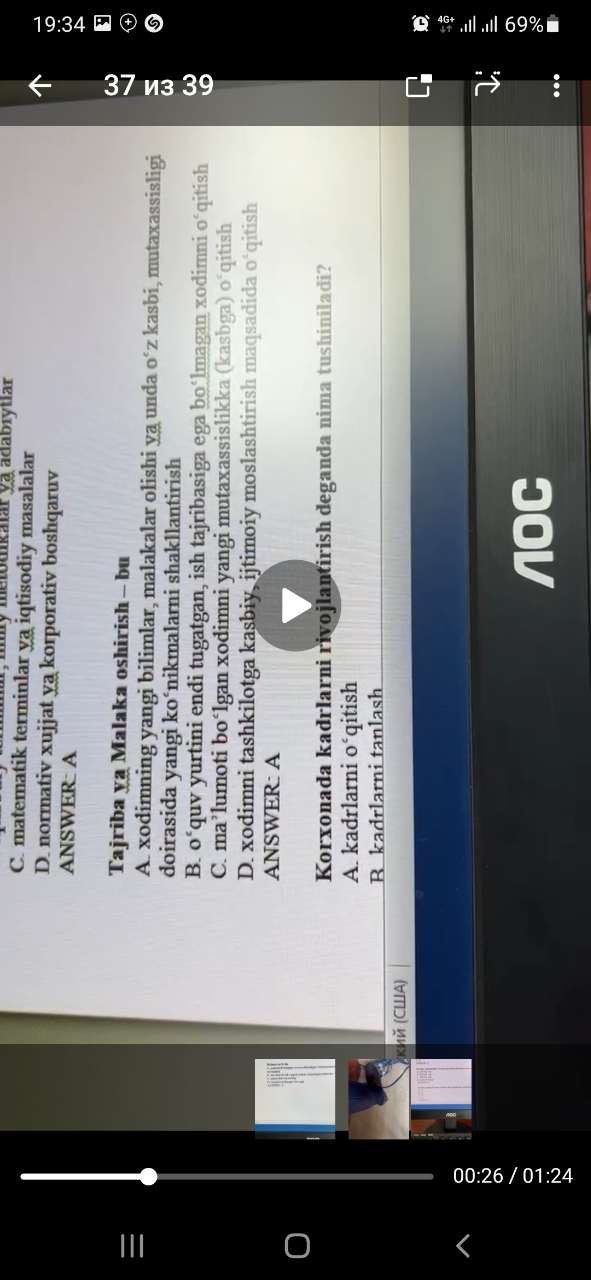 19:34
4G+
69%
37 из 39
adabiytlar
C. matematik terminlar va iqtisodiy masalalar
D. normativ xujjat va korporativ boshqaruv
ANSWER: A
Tajriba va Malaka oshirish – bu
A. xodimning yangi bilimlar, malakalar olishi va unda o‘z kasbi, mutaxassisligi
doirasida yangi ko‘nikmalarni shakllantirish
B. o‘quv yurtini endi tugatgan, ish tajribasiga ega bo‘lmagan xodimni o‘qitish
C. ma’lumoti bo‘lgan xodimni yangi mutaxassislikka (kasbga) o‘qitish
D. xodimni tashkilotga kasbiy, ijtimoiy moslashtirish maqsadida o‘qitish
ANSWER: A
Korxonada kadrlarni rivojlantirish deganda nima tushiniladi?
A. kadrlarni o‘qitish
B. kadrlarni tanlash
кий (США)
AOC
00:26 / 01:24